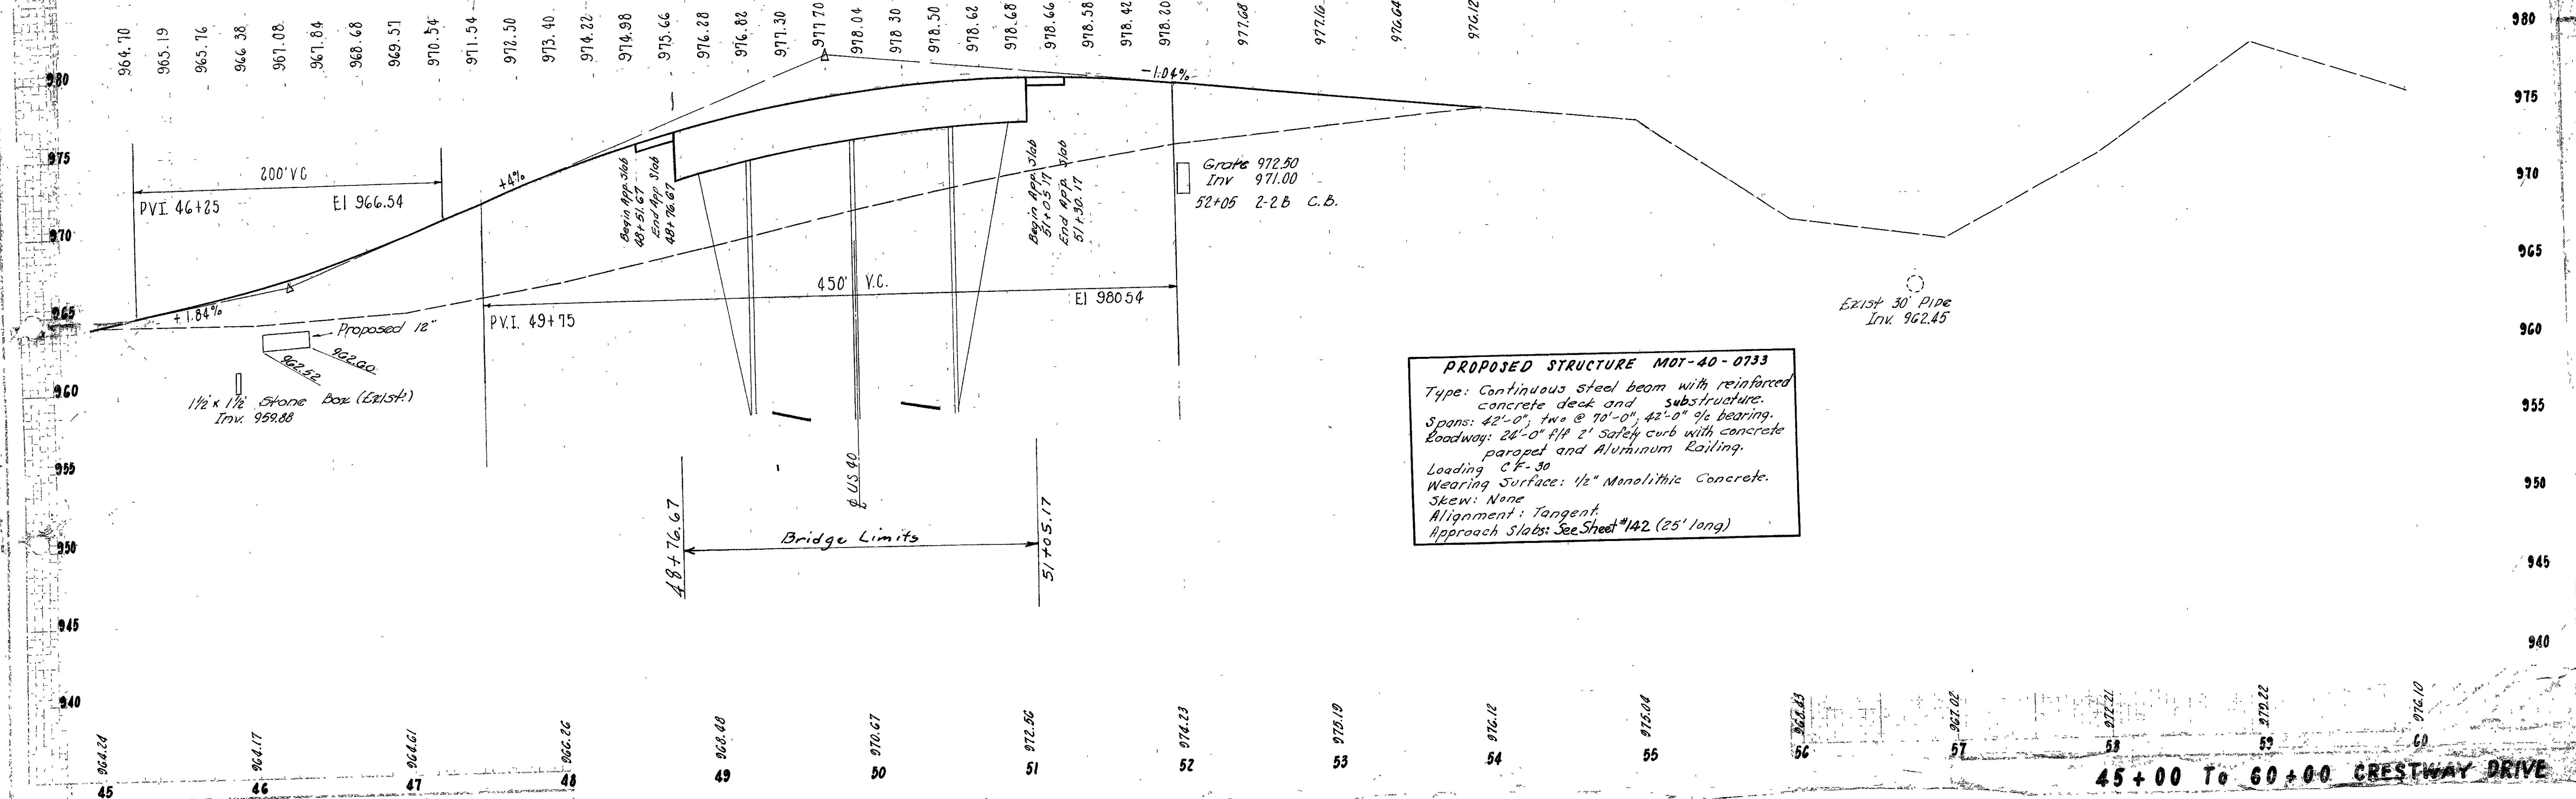 964.70 965.19 965.76 966.38 967.08 967.84 968.68 969.57 970.54 971.54 972.50 973.40 974.22 974.98 975.66 976.28 976.82 977.30 977.70 978.04 978.30 978.50 978.62 978.68 978.66 978.58 978.42 978.20 977.68 977.16 976.64 976.12
980
975
970
965
960
955
950
945
940
980
975
970
965
960
955
950
945
940
200' V.C
PVI. 46+25
El 966.54
+1.84%
+4%
-1.04%
Begin App. Slab
48+51.67
End App Slab
48+76.67
Begin App. Slab
51+05.17
End App. Slab
51+30.17
Grate 972.50
Inv 971.00
52+05 2-2B C.B.
450' V.C.
P.V.I. 49+75
El 980.54
Proposed 12"
962.52
962.60
1½' x 1½' Stone Box (Exist.)
Inv. 959.88
Exist 30" Pipe
Inv. 962.45
℄ US 40
48+76.67
Bridge Limits
51+05.17
PROPOSED STRUCTURE MOT-40-0733
Type: Continuous steel beam with reinforced
concrete deck and substructure.
Spans: 42'-0", two @ 70'-0", 42'-0" c/c bearing.
Roadway: 24'-0" f/f 2' Safety curb with concrete
parapet and Aluminum Railing.
Loading CF-30
Wearing Surface: 1/2" Monolithic Concrete.
Skew: None
Alignment: Tangent.
Approach Slabs: See Sheet #142 (25' long)
964.24 964.17 964.61 966.26 968.48 970.67 972.56 974.23 975.19 976.12 975.04 967.02 972.21 979.22 976.10
45 46 47 48 49 50 51 52 53 54 55 56 57 58 59 60
45+00 To 60+00 CRESTWAY DRIVE